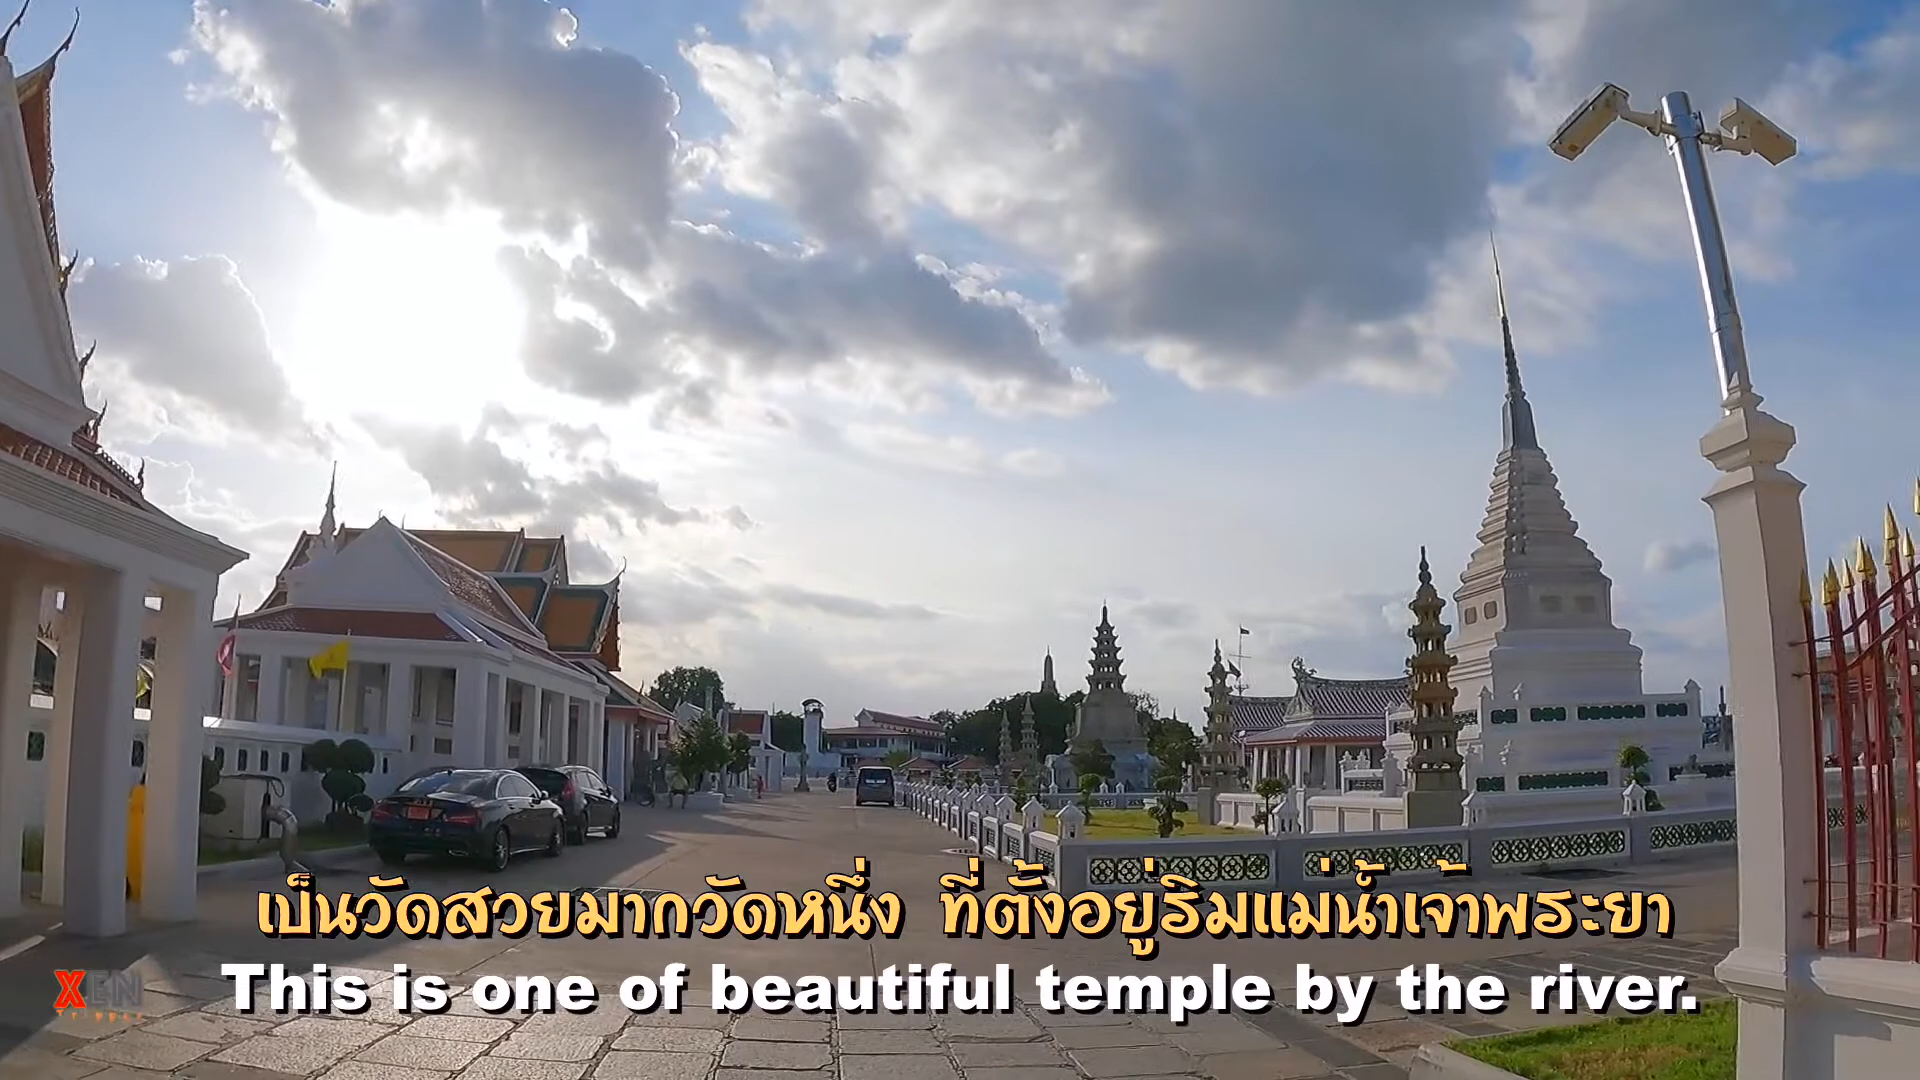 เป็นวัดสวยมากวัดหนึ่ง ที่ตั้งอยู่ริมแม่น้ำเจ้าพระยา
This is one of beautiful temple by the river.
XEN